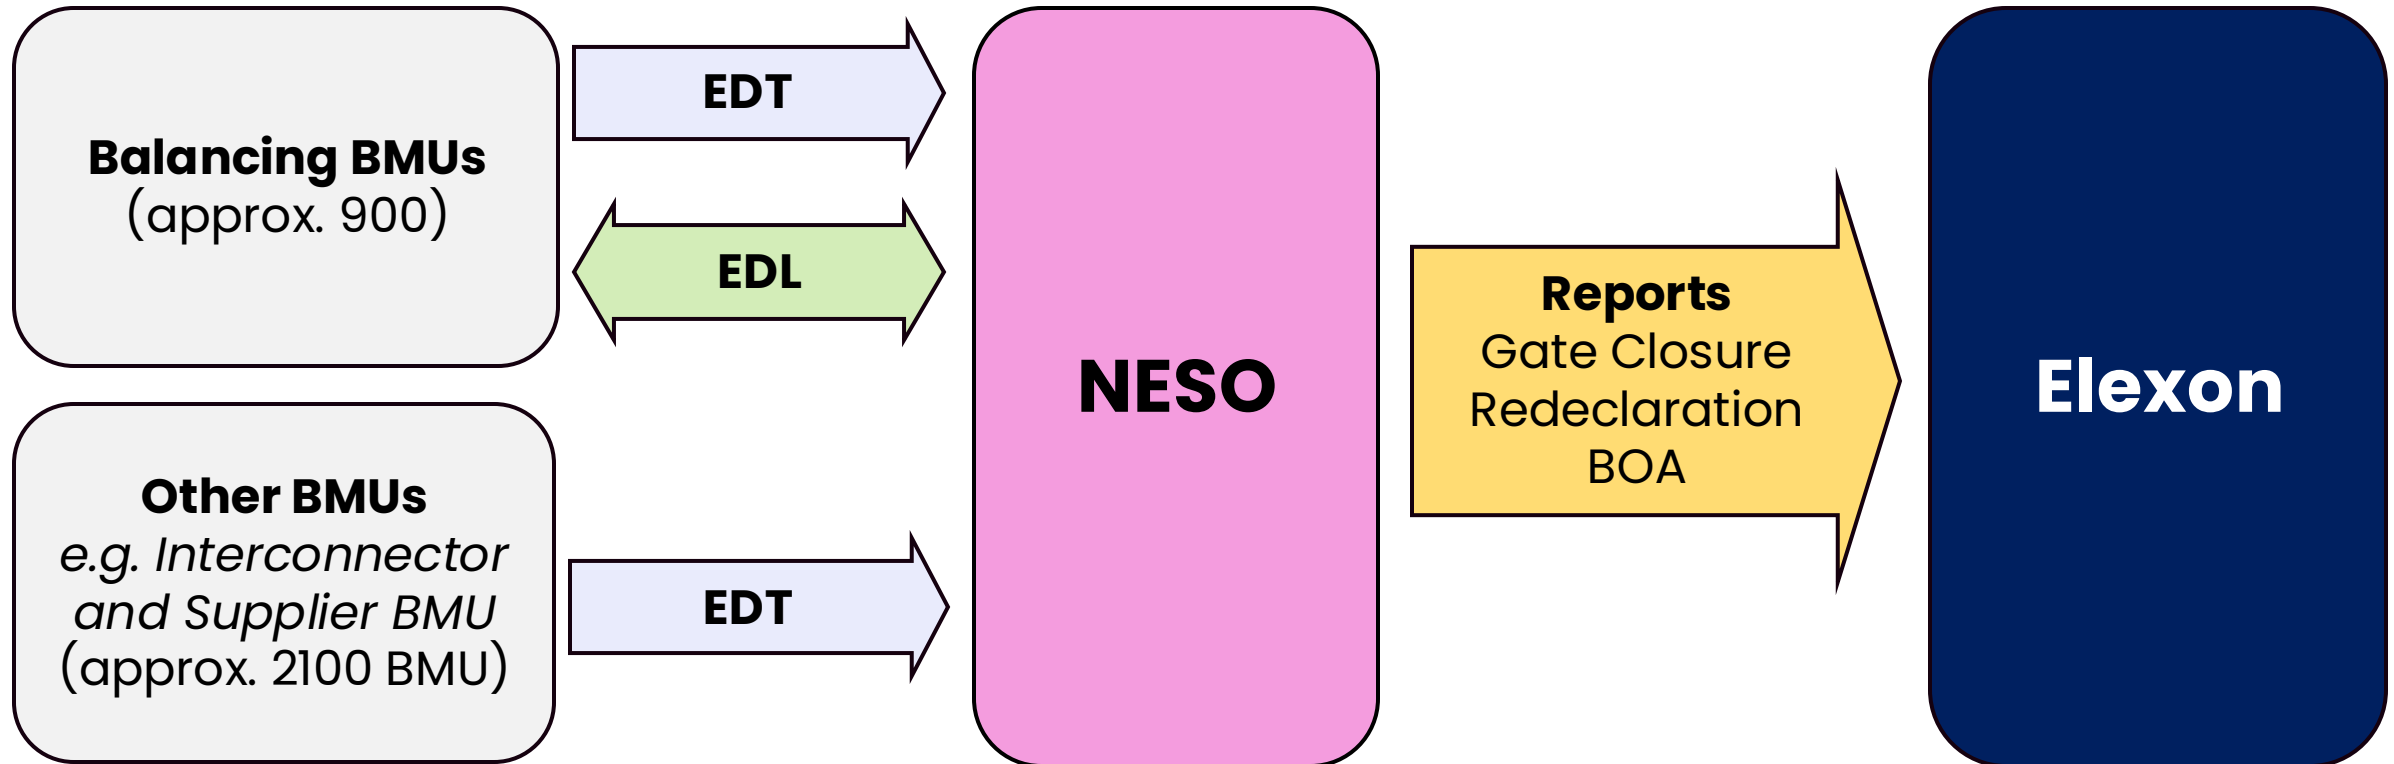 Balancing BMUs
(approx. 900)
EDT
EDL
Other BMUs
e.g. Interconnector
and Supplier BMU
(approx. 2100 BMU)
EDT
NESO
Reports
Gate Closure
Redeclaration
BOA
Elexon